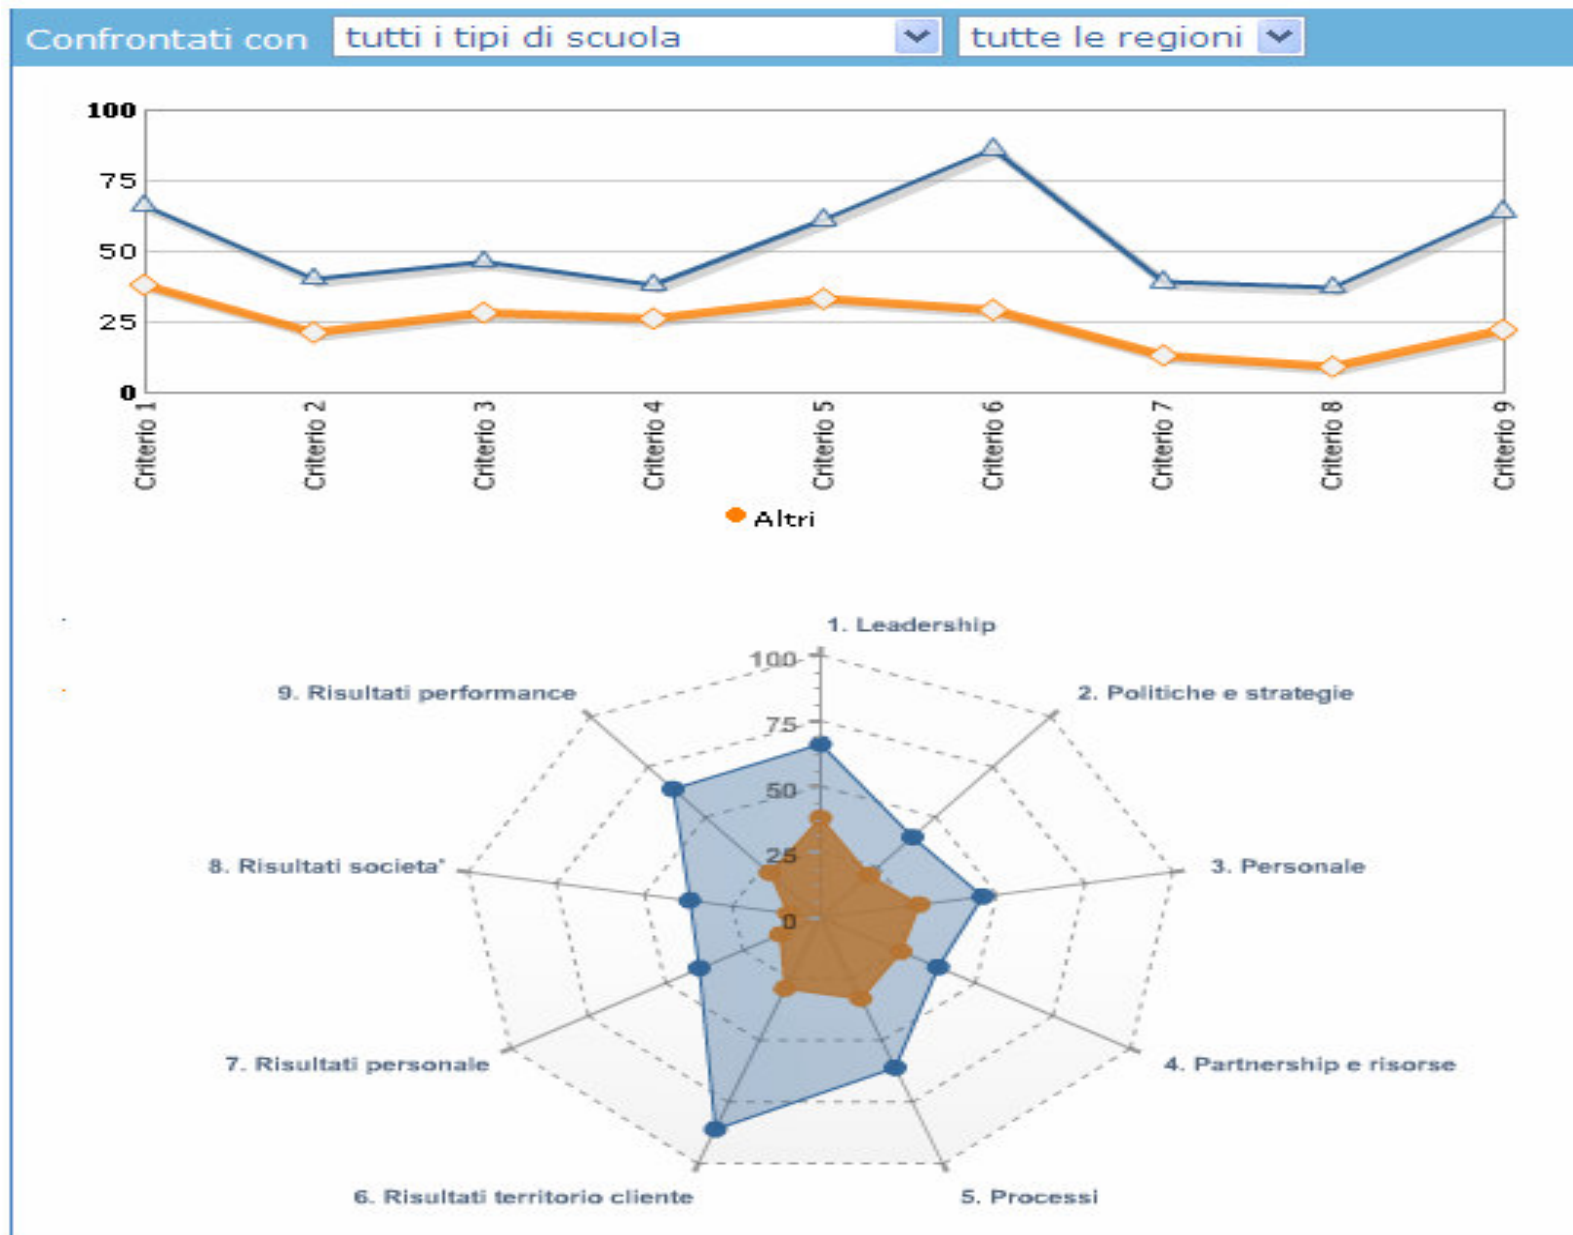 Confrontati con tutti i tipi di scuola tutte le regioni
100
75
50
25
0
Criterio 1
Criterio 2
Criterio 3
Criterio 4
Criterio 5
Criterio 6
Criterio 7
Criterio 8
Criterio 9
Altri
1. Leadership
100
9. Risultati performance
2. Politiche e strategie
75
50
25
8. Risultati societa'
3. Personale
0
7. Risultati personale
4. Partnership e risorse
6. Risultati territorio cliente
5. Processi